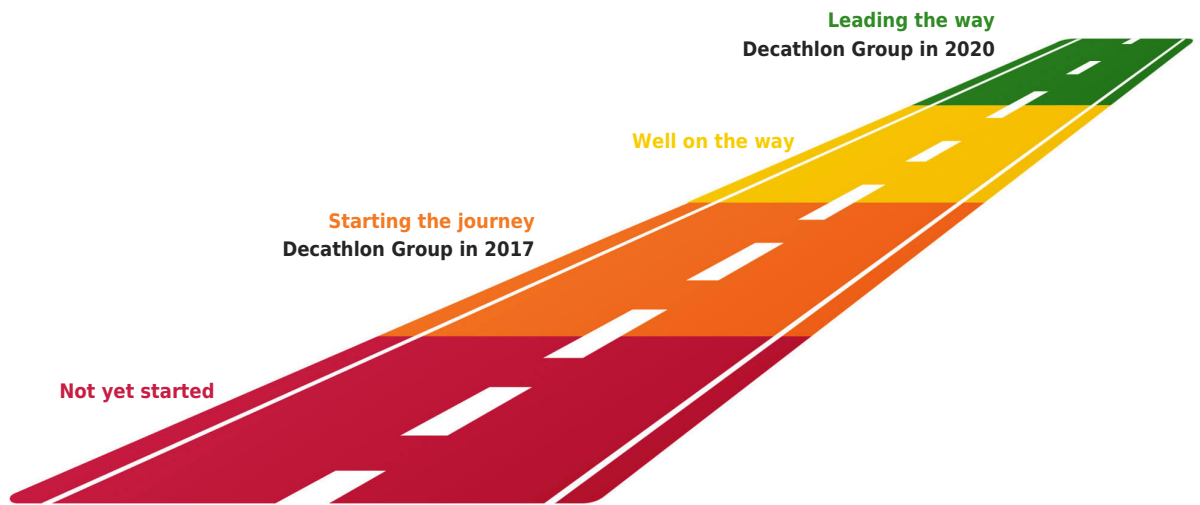 Leading the way
Decathlon Group in 2020
Well on the way
Starting the journey
Decathlon Group in 2017
Not yet started